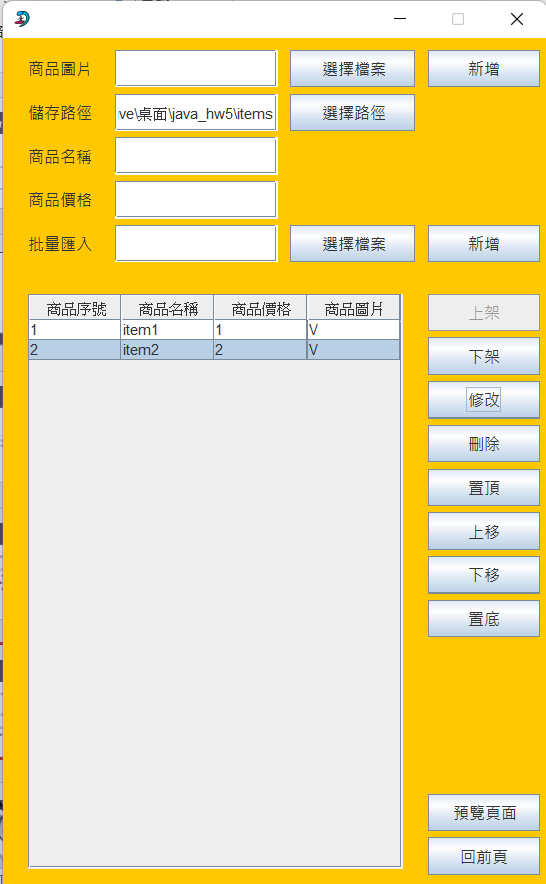 商品圖片 選擇檔案 新增
儲存路徑 ve\桌面\java_hw5\items 選擇路徑
商品名稱
商品價格
批量匯入 選擇檔案 新增
商品序號 商品名稱 商品價格 商品圖片
1 item1 1 V
2 item2 2 V
上架
下架
修改
刪除
置頂
上移
下移
置底
預覽頁面
回前頁